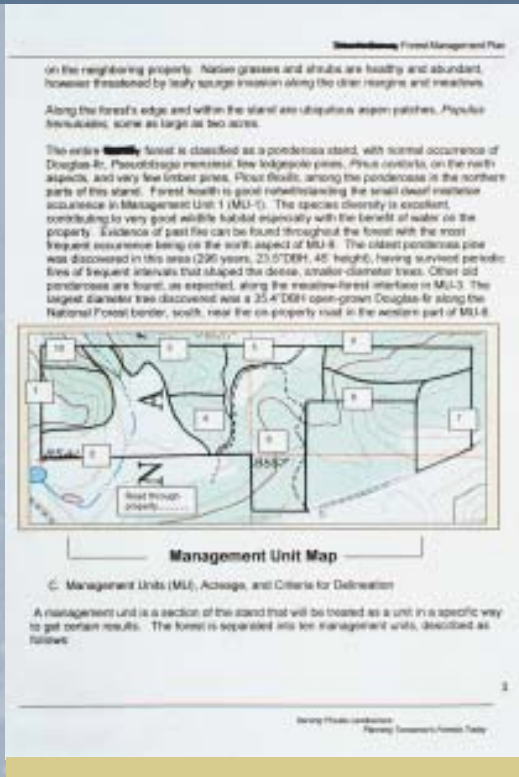 Forest Management Plan
on the neighboring property. Native grasses and shrubs are healthy and abundant,
however threatened by leafy spurge invasion along the drier margins and meadows.
Along the forest's edge and within the stand are ubiquitous aspen patches, Populus
tremuloides, some as large as two acres.
The entire forest is classified as a ponderosa stand, with normal occurrence of
Douglas-fir, Pseudotsuga menziesii, few lodgepole pines, Pinus contorta, on the north
aspects, and very few limber pines, Pinus flexilis, among the ponderosas in the northern
parts of this stand. Forest health is good notwithstanding the small dwarf mistletoe
occurrence in Management Unit 1 (MU-1). The species diversity is excellent,
contributing to very good wildlife habitat especially with the benefit of water on the
property. Evidence of past fire can be found throughout the forest with the most
frequent occurrence being on the north aspect of MU-8. The oldest ponderosa pine
was discovered in this area (296 years, 23.5"DBH, 46' height), having survived periodic
fires of frequent intervals that shaped the dense, smaller-diameter trees. Other old
ponderosas are found, as expected, along the meadow-forest interface in MU-3. The
largest diameter tree discovered was a 35.4"DBH open-grown Douglas-fir along the
National Forest border, south, near the on-property road in the western part of MU-8.
10
5
1
4
7
A
N
8587
Road through
property
Management Unit Map
C. Management Units (MU), Acreage, and Criteria for Delineation
A management unit is a section of the stand that will be treated as a unit in a specific way
to get certain results. The forest is separated into ten management units, described as
follows:
Serving Private Landowners
Planning Tomorrow's Forests Today